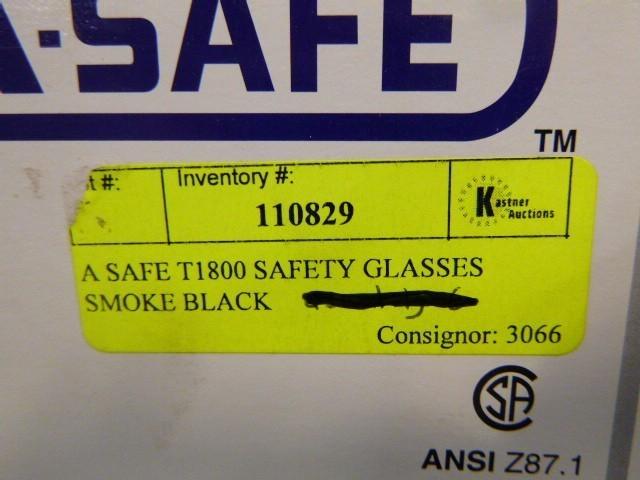 A-SAFE
TM
t #:
Inventory #:
110829
Kastner
Auctions
A SAFE T1800 SAFETY GLASSES
SMOKE BLACK
Consignor: 3066
SA
ANSI Z87.1